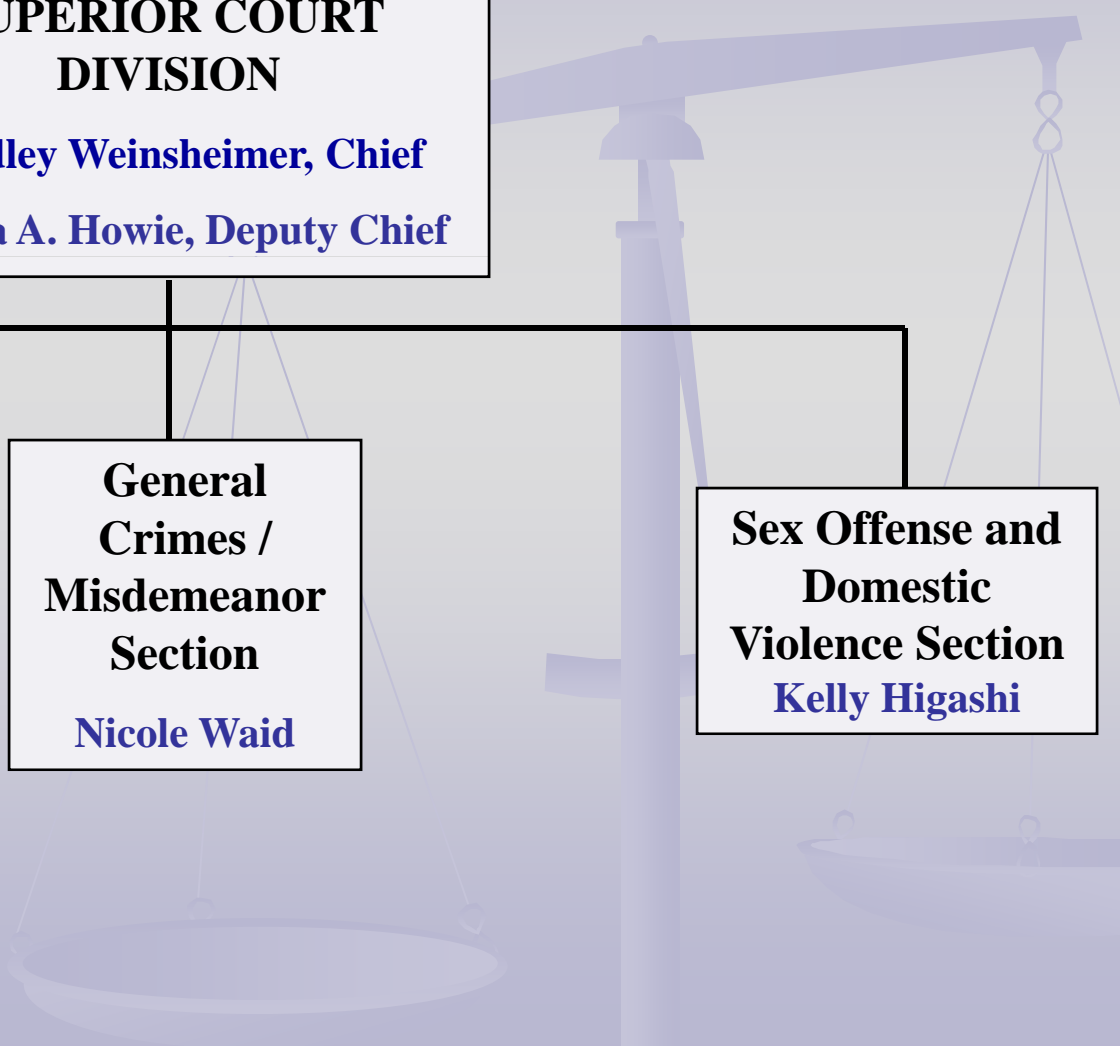 UPERIOR COURT
DIVISION
lley Weinsheimer, Chief
a A. Howie, Deputy Chief
General
Crimes /
Misdemeanor
Section
Nicole Waid
Sex Offense and
Domestic
Violence Section
Kelly Higashi